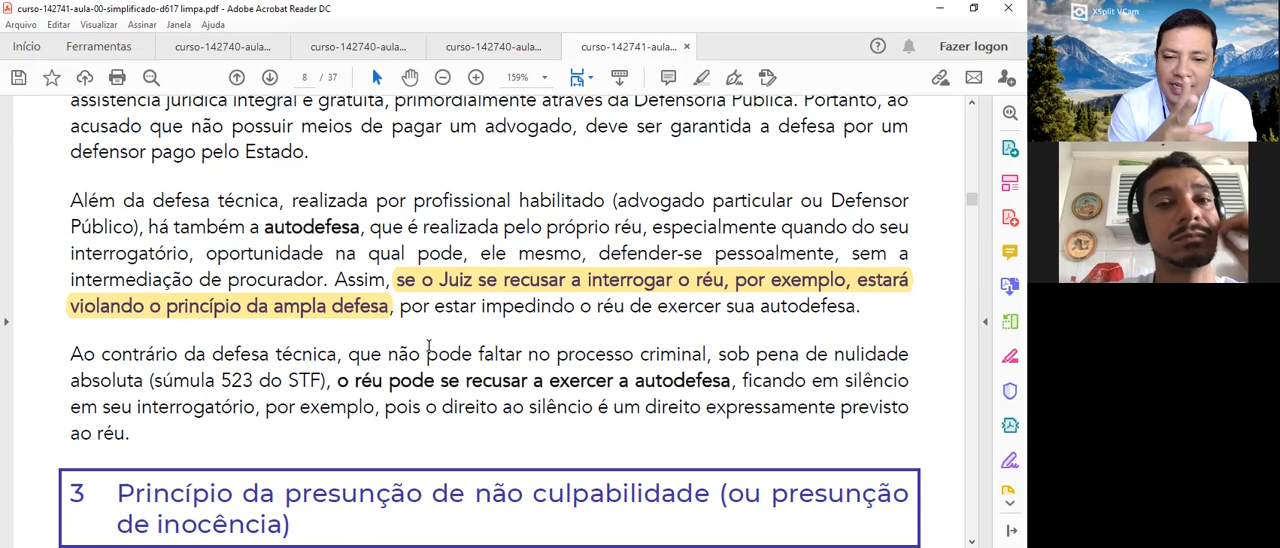 curso-142741-aula-00-simplificado-d617 limpa.pdf - Adobe Acrobat Reader DC
Arquivo Editar Visualizar Assinar Janela Ajuda
Início Ferramentas curso-142740-aula... curso-142740-aula... curso-142740-aula... curso-142741-aula... × Fazer logon
8 / 37 159%
assistência jurídica integral e gratuita, primordialmente através da Defensoria Pública. Portanto, ao
acusado que não possuir meios de pagar um advogado, deve ser garantida a defesa por um
defensor pago pelo Estado.
Além da defesa técnica, realizada por profissional habilitado (advogado particular ou Defensor
Público), há também a autodefesa, que é realizada pelo próprio réu, especialmente quando do seu
interrogatório, oportunidade na qual pode, ele mesmo, defender-se pessoalmente, sem a
intermediação de procurador. Assim, se o Juiz se recusar a interrogar o réu, por exemplo, estará
violando o princípio da ampla defesa, por estar impedindo o réu de exercer sua autodefesa.
Ao contrário da defesa técnica, que não pode faltar no processo criminal, sob pena de nulidade
absoluta (súmula 523 do STF), o réu pode se recusar a exercer a autodefesa, ficando em silêncio
em seu interrogatório, por exemplo, pois o direito ao silêncio é um direito expressamente previsto
ao réu.
3 Princípio da presunção de não culpabilidade (ou presunção
de inocência)
XSplit VCam